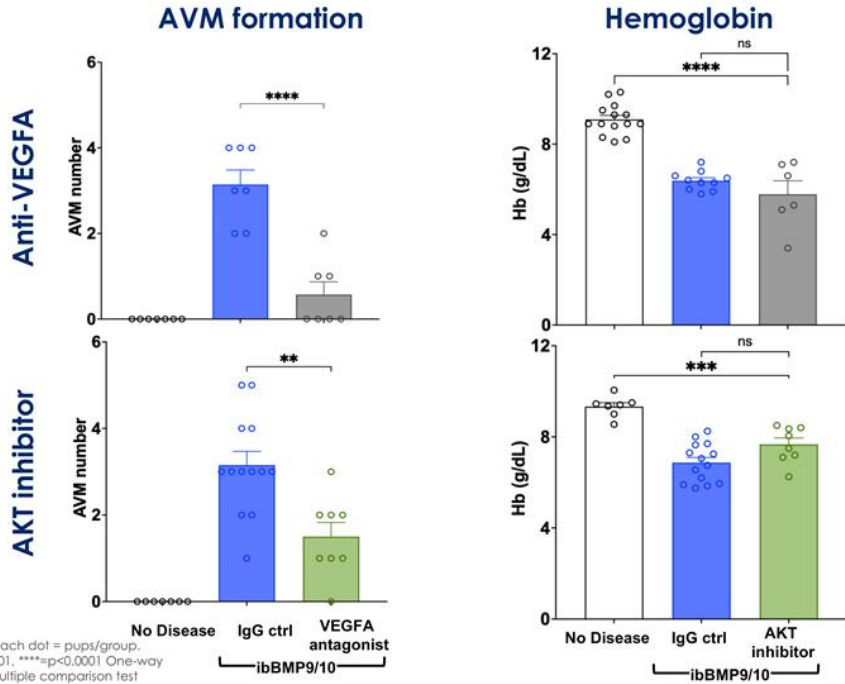 AVM formation
Hemoglobin
Anti-VEGFA
AVM number
6
4
2
0
****
Hb (g/dL)
12
8
4
0
ns
****
AKT inhibitor
AVM number
6
4
2
0
**
No Disease
IgG ctrl
VEGFA
antagonist
ibBMP9/10
Hb (g/dL)
12
8
4
0
ns
***
No Disease
IgG ctrl
AKT
inhibitor
ibBMP9/10
ach dot = pups/group.
01, ****=p<0.0001 One-way
ultiple comparison test